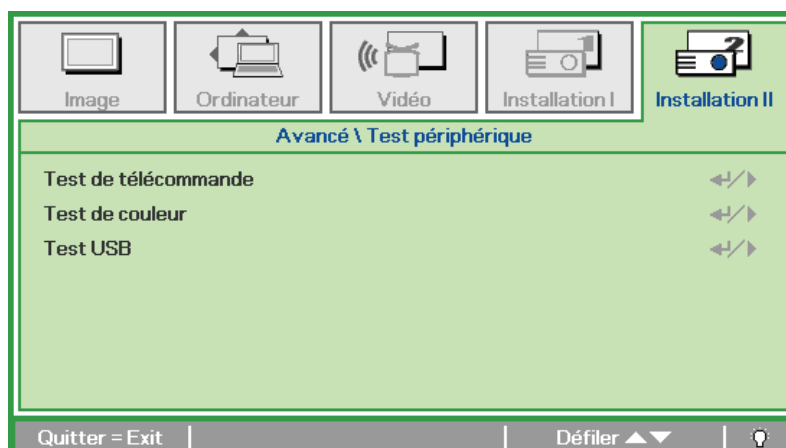 Image
Ordinateur
Vidéo
Installation I
Installation II
Avancé \ Test périphérique
Test de télécommande
Test de couleur
Test USB
Quitter = Exit
Défiler